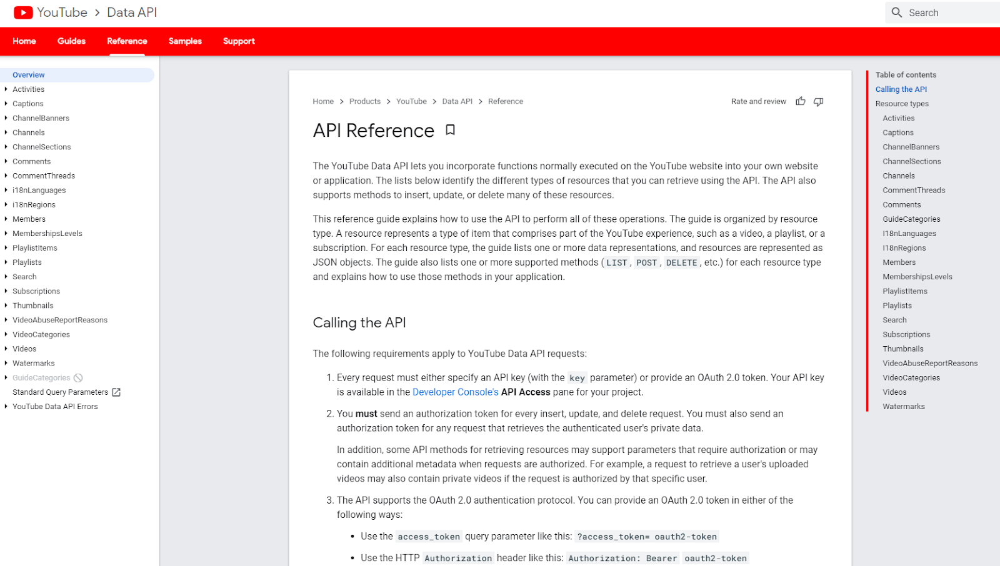 YouTube > Data API
Search
Home Guides Reference Samples Support
Overview
Activities
Captions
ChannelBanners
Channels
ChannelSections
Comments
CommentThreads
i18nLanguages
i18nRegions
Members
MembershipsLevels
PlaylistItems
Playlists
Search
Subscriptions
Thumbnails
VideoAbuseReportReasons
VideoCategories
Videos
Watermarks
GuideCategories
Standard Query Parameters
YouTube Data API Errors
Home > Products > YouTube > Data API > Reference
Rate and review
API Reference
The YouTube Data API lets you incorporate functions normally executed on the YouTube website into your own website
or application. The lists below identify the different types of resources that you can retrieve using the API. The API also
supports methods to insert, update, or delete many of these resources.
This reference guide explains how to use the API to perform all of these operations. The guide is organized by resource
type. A resource represents a type of item that comprises part of the YouTube experience, such as a video, a playlist, or a
subscription. For each resource type, the guide lists one or more data representations, and resources are represented as
JSON objects. The guide also lists one or more supported methods (LIST, POST, DELETE, etc.) for each resource type
and explains how to use those methods in your application.
Calling the API
The following requirements apply to YouTube Data API requests:
1. Every request must either specify an API key (with the key parameter) or provide an OAuth 2.0 token. Your API key
is available in the Developer Console's API Access pane for your project.
2. You must send an authorization token for every insert, update, and delete request. You must also send an
authorization token for any request that retrieves the authenticated user's private data.
In addition, some API methods for retrieving resources may support parameters that require authorization or may
contain additional metadata when requests are authorized. For example, a request to retrieve a user's uploaded
videos may also contain private videos if the request is authorized by that specific user.
3. The API supports the OAuth 2.0 authentication protocol. You can provide an OAuth 2.0 token in either of the
following ways:
• Use the access_token query parameter like this: ?access_token= oauth2-token
• Use the HTTP Authorization header like this: Authorization: Bearer oauth2-token
Table of contents
Calling the API
Resource types
Activities
Captions
ChannelBanners
ChannelSections
Channels
CommentThreads
Comments
GuideCategories
I18nLanguages
I18nRegions
Members
MembershipsLevels
PlaylistItems
Playlists
Search
Subscriptions
Thumbnails
VideoAbuseReportReasons
VideoCategories
Videos
Watermarks